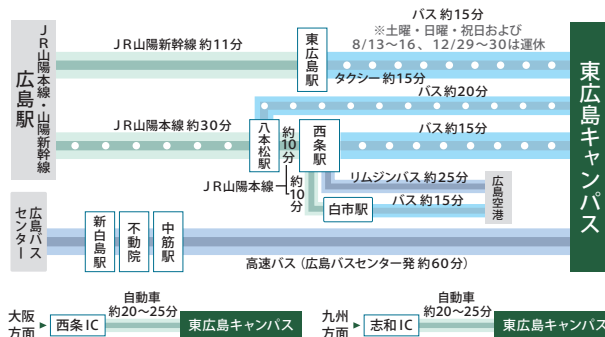 バス 約15分
※土曜・日曜・祝日および
8/13〜16、12/29〜30は運休
JR山陽新幹線 約11分
東広島駅
タクシー 約15分
広島駅
JR山陽本線・山陽新幹線
バス 約20分
JR山陽本線 約30分
八本松駅
約10分
西条駅
バス 約15分
東広島キャンパス
リムジンバス 約25分
JR山陽本線
約10分
白市駅
バス 約15分
広島空港
広島バス
センター
新白島駅
不動院
中筋駅
高速バス（広島バスセンター発 約60分）
大阪
方面
西条IC
自動車
約20〜25分
東広島キャンパス
九州
方面
志和IC
自動車
約20〜25分
東広島キャンパス